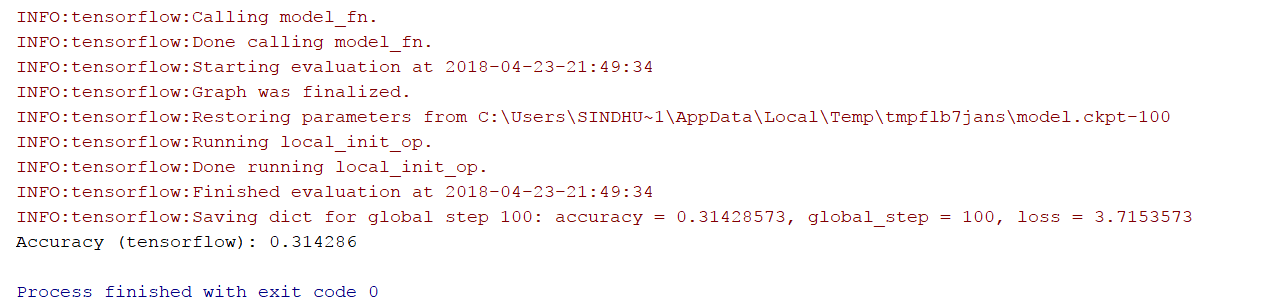 INFO:tensorflow:Calling model_fn.
INFO:tensorflow:Done calling model_fn.
INFO:tensorflow:Starting evaluation at 2018-04-23-21:49:34
INFO:tensorflow:Graph was finalized.
INFO:tensorflow:Restoring parameters from C:\Users\SINDHU~1\AppData\Local\Temp\tmpflb7jans\model.ckpt-100
INFO:tensorflow:Running local_init_op.
INFO:tensorflow:Done running local_init_op.
INFO:tensorflow:Finished evaluation at 2018-04-23-21:49:34
INFO:tensorflow:Saving dict for global step 100: accuracy = 0.31428573, global_step = 100, loss = 3.7153573
Accuracy (tensorflow): 0.314286
Process finished with exit code 0